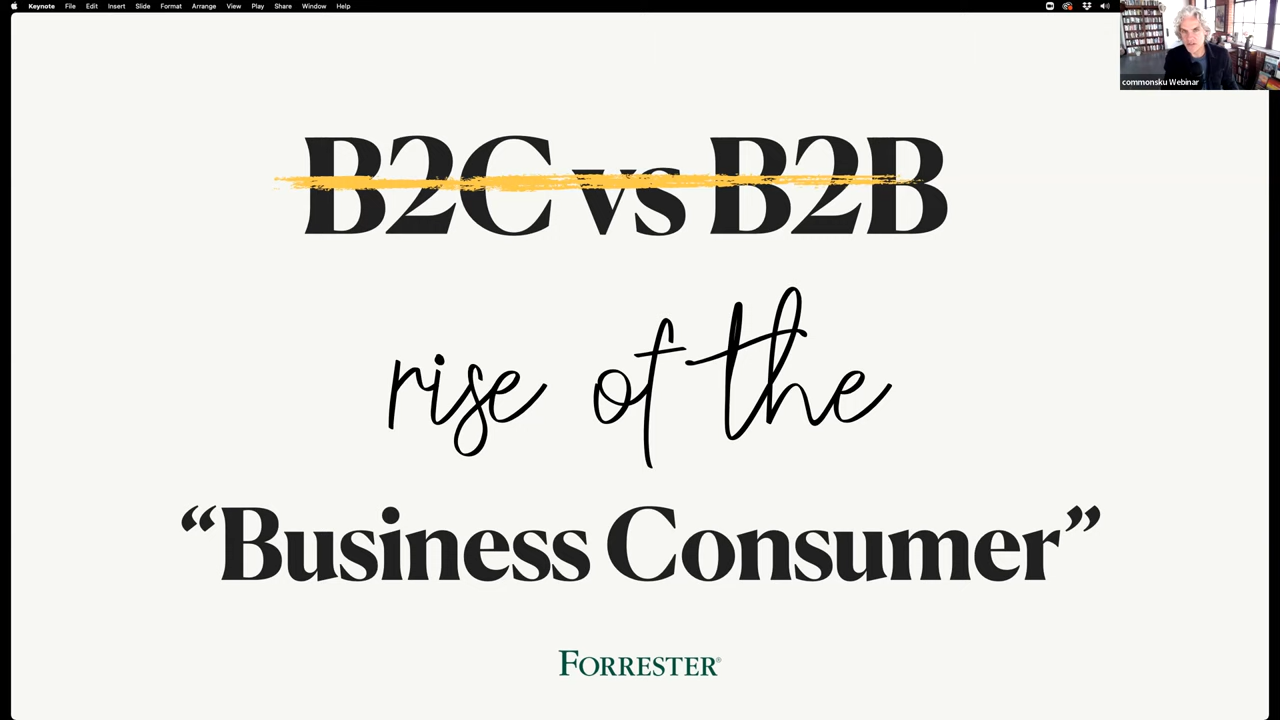 Keynote File Edit Insert Slide Format Arrange View Play Share Window Help
commonsku Webinar
B2C vs B2B
rise of the
“Business Consumer”
FORRESTER®